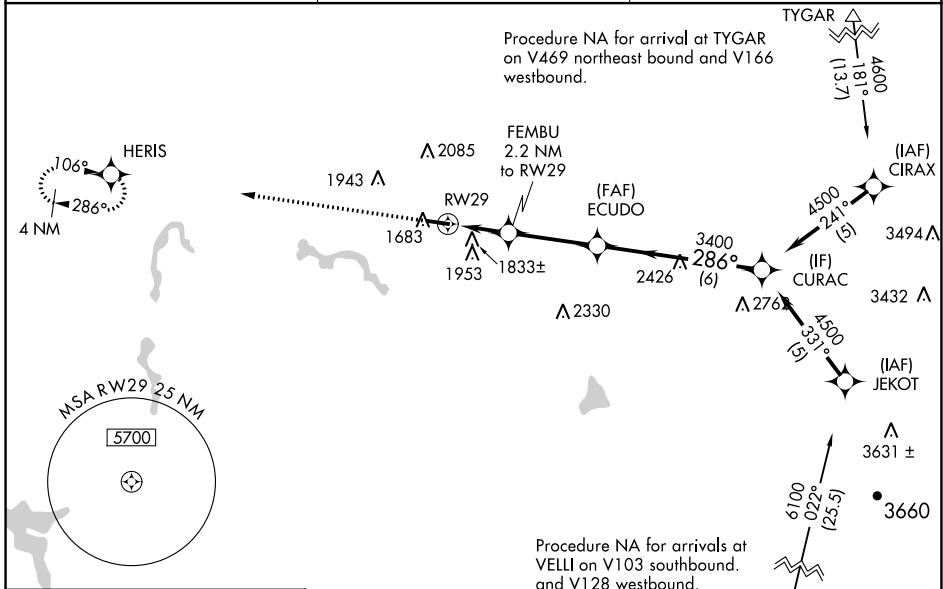 TYGAR
Procedure NA for arrival at TYGAR
on V469 northeast bound and V166
westbound.
4600
181°
(13.7)
HERIS
106°
286°
4 NM
2085
1943
FEMBU
2.2 NM
to RW29
RW29
(FAF)
ECUDO
(IAF)
CIRAX
4500
241°
(5)
3494
1683
1953
1833±
3400
286°
(6)
2426
(IF)
CURAC
2762
3432
2330
4500
331°
(5)
(IAF)
JEKOT
MSA RW29 25 NM
5700
3631 ±
3660
6100
022°
(25.5)
Procedure NA for arrivals at
VELLI on V103 southbound.
and V128 westbound.